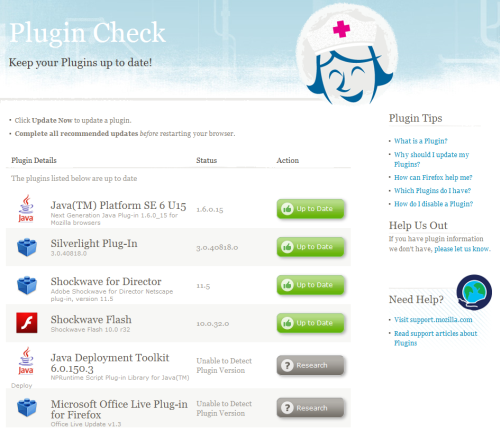 Plugin Check
Keep your Plugins up to date!
• Click Update Now to update a plugin.
• Complete all recommended updates before restarting your browser.
Plugin Details Status Action
The plugins listed below are up to date
Java
Java(TM) Platform SE 6 U15
Next Generation Java Plug-in 1.6.0_15 for
Mozilla browsers
1.6.0.15
Up to Date
Silverlight Plug-In
3.0.40818.0
3.0.40818.0
Up to Date
Shockwave for Director
Adobe Shockwave for Director Netscape
plug-in, version 11.5
11.5
Up to Date
Shockwave Flash
Shockwave Flash 10.0 r32
10.0.32.0
Up to Date
Java
Java Deployment Toolkit
6.0.150.3
NPRuntime Script Plug-in Library for Java(TM)
Deploy
Unable to Detect
Plugin Version
Research
Microsoft Office Live Plug-in
for Firefox
Office Live Update v1.3
Unable to Detect
Plugin Version
Research
Plugin Tips
• What is a Plugin?
• Why should I update my
Plugins?
• How can Firefox help me?
• Which Plugins do I have?
• How do I disable a Plugin?
Help Us Out
If you have plugin information
we don't have, please let us know.
Need Help?
• Visit support.mozilla.com
• Read support articles about
Plugins